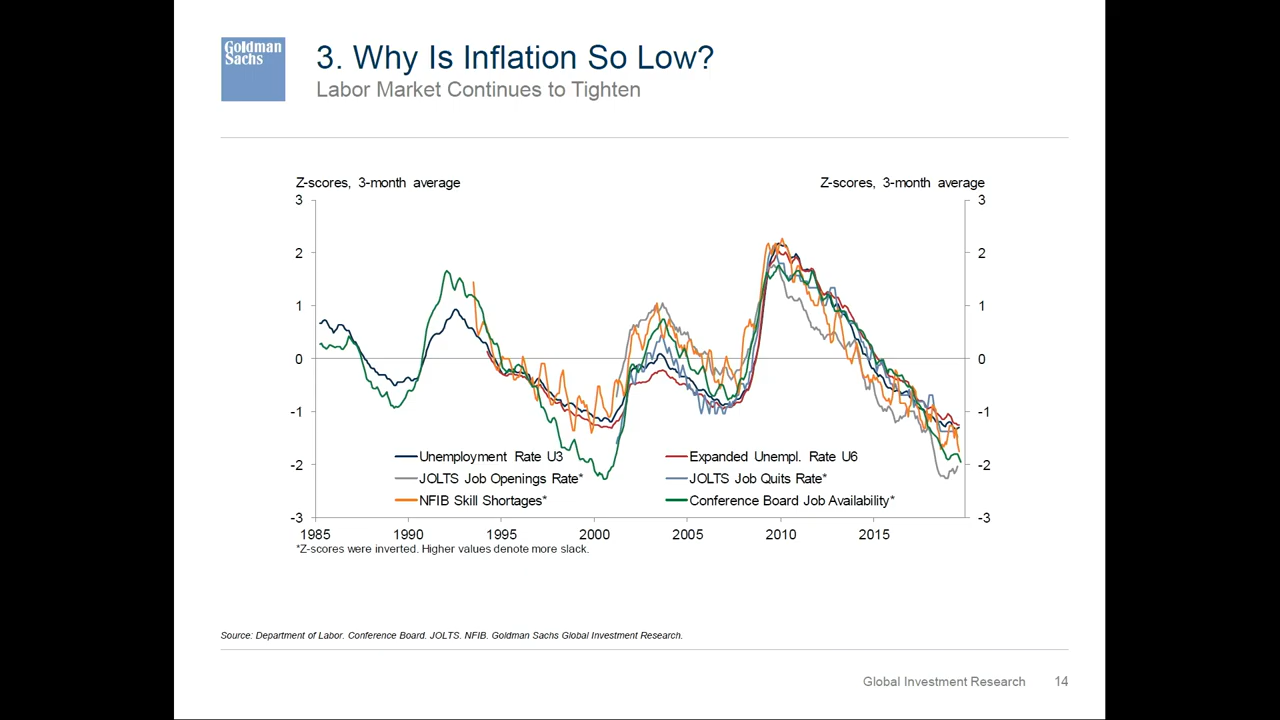 Goldman
Sachs
3. Why Is Inflation So Low?
Labor Market Continues to Tighten
Z-scores, 3-month average
Z-scores, 3-month average
3
3
2
2
1
1
0
0
-1
-1
-2
-2
-3
-3
Unemployment Rate U3
Expanded Unempl. Rate U6
JOLTS Job Openings Rate*
JOLTS Job Quits Rate*
NFIB Skill Shortages*
Conference Board Job Availability*
1985 1990 1995 2000 2005 2010 2015
*Z-scores were inverted. Higher values denote more slack.
Source: Department of Labor. Conference Board. JOLTS. NFIB. Goldman Sachs Global Investment Research.
Global Investment Research 14